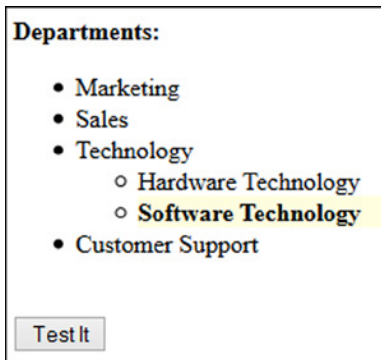 Departments:
Marketing
Sales
Technology
Hardware Technology
Software Technology
Customer Support
Test It